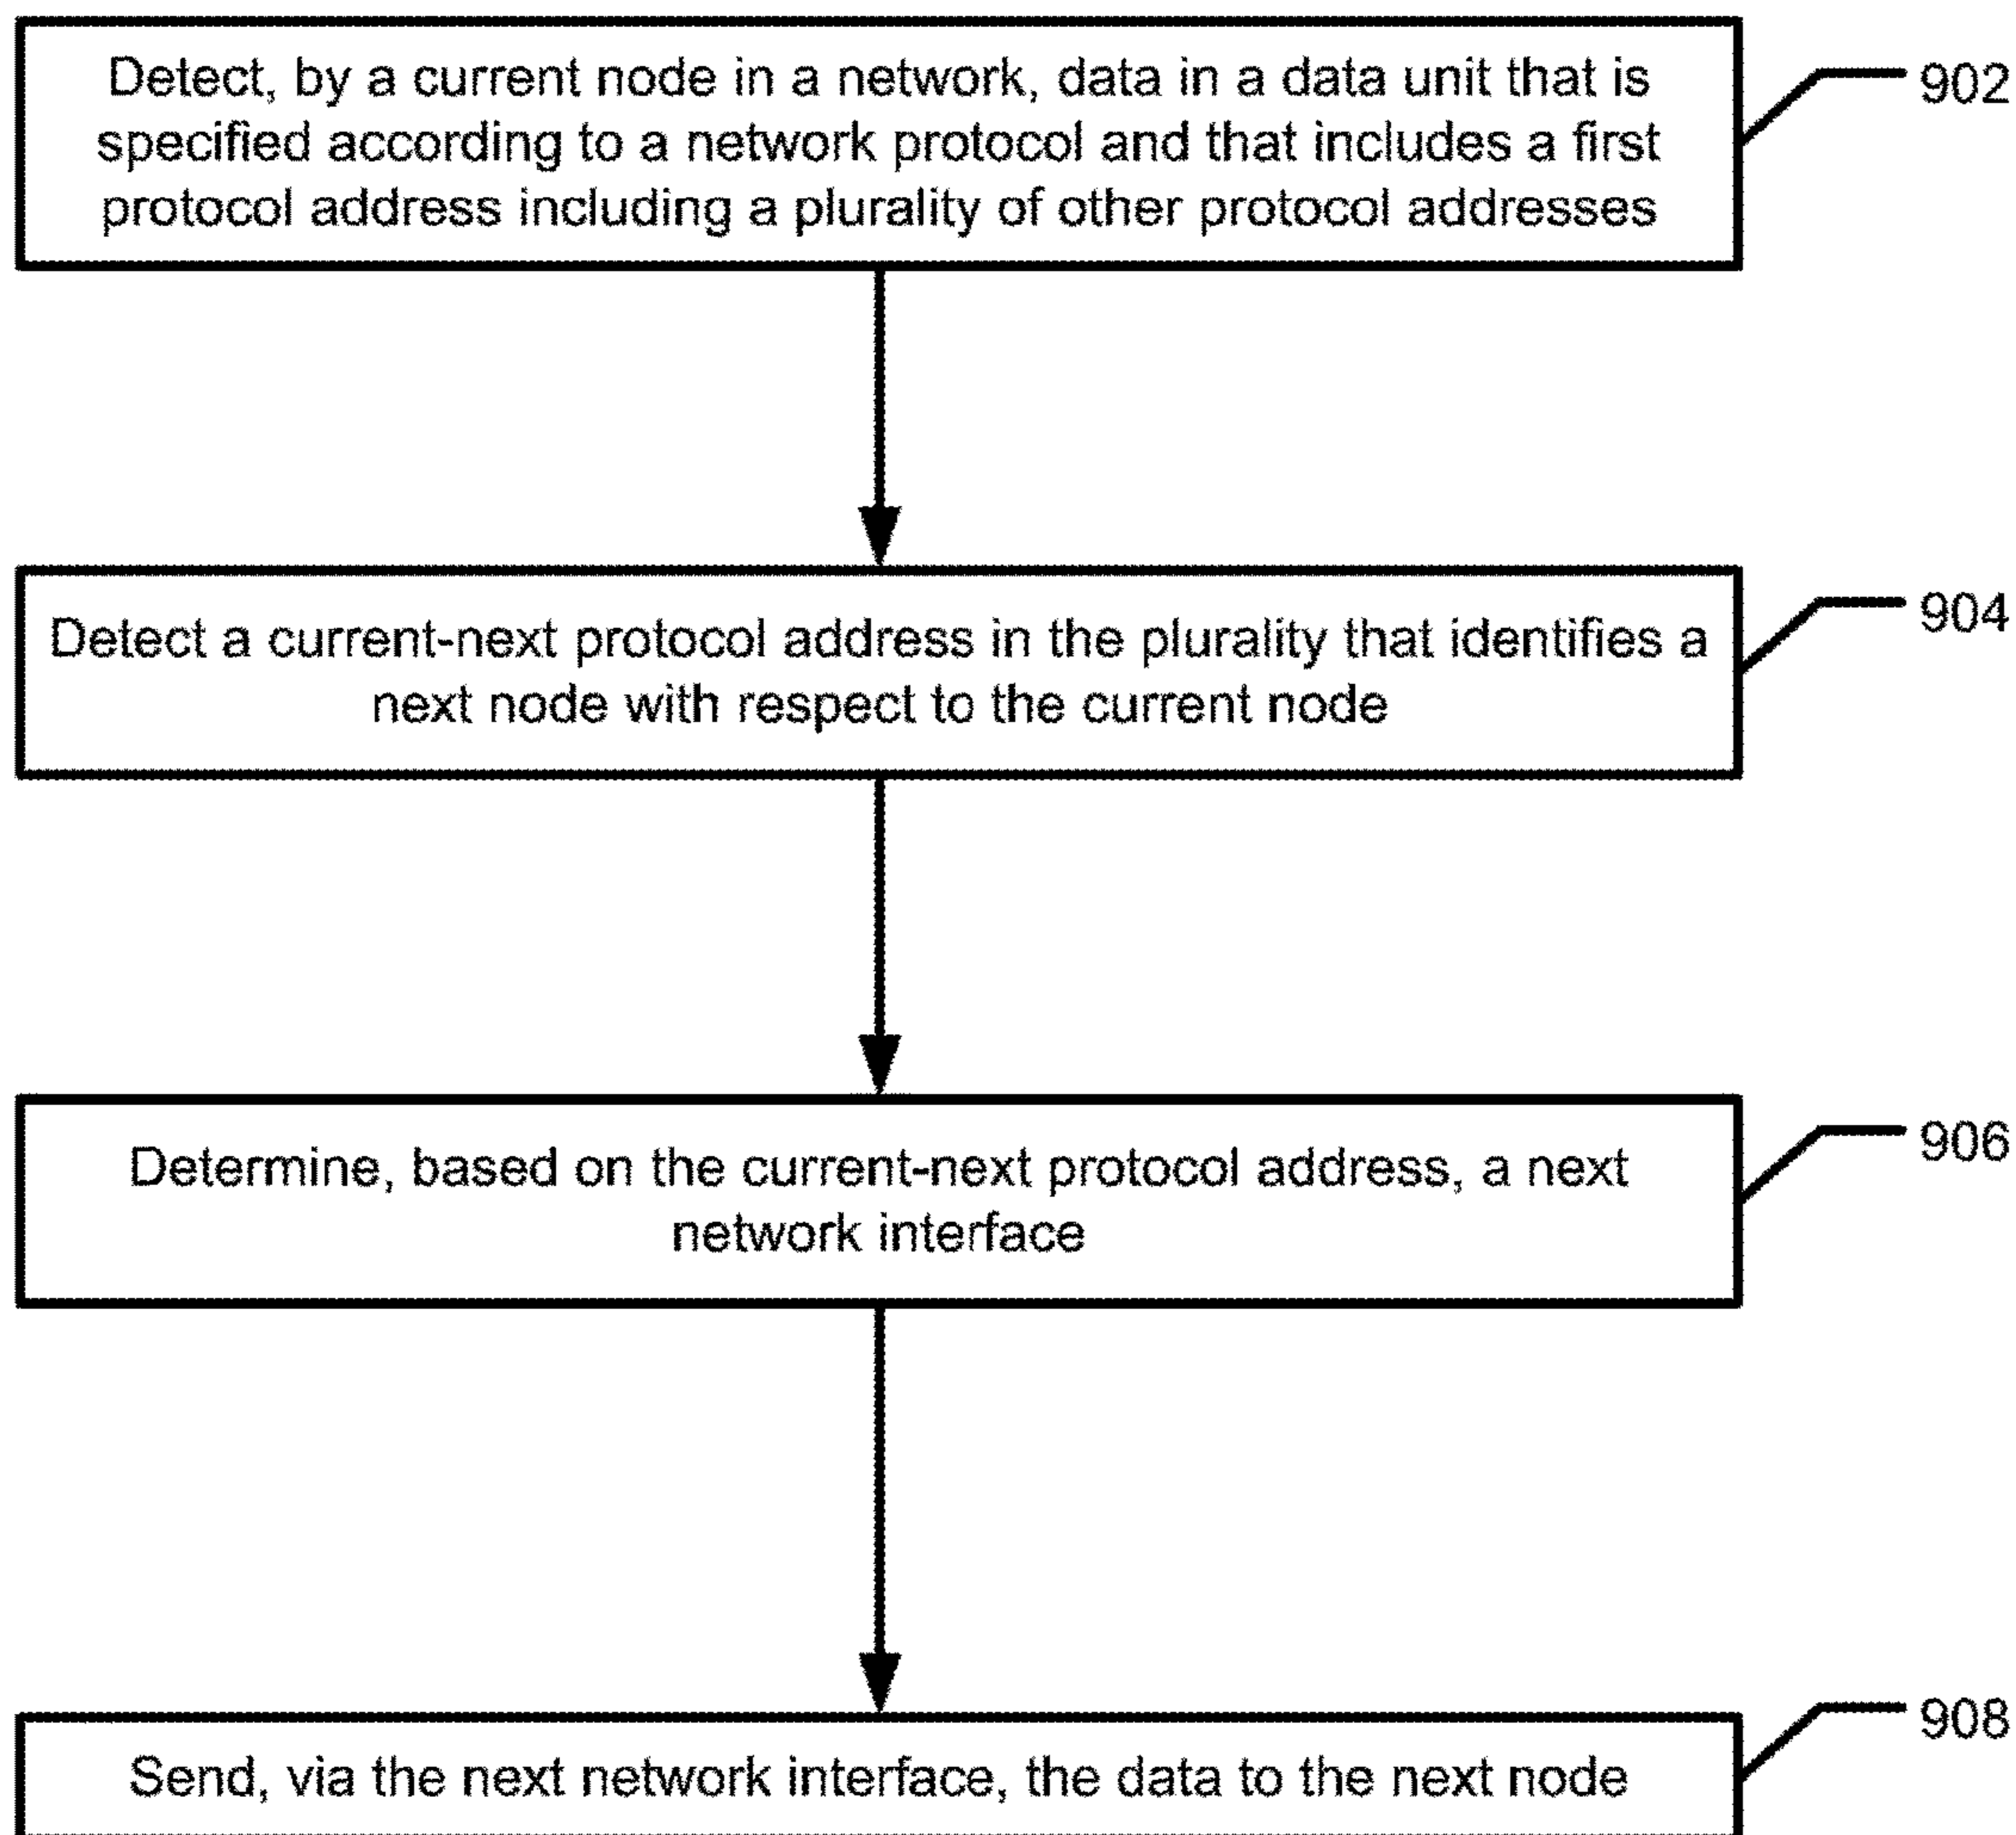 Detect, by a current node in a network, data in a data unit that is
specified according to a network protocol and that includes a first
protocol address including a plurality of other protocol addresses
902
Detect a current-next protocol address in the plurality that identifies a
next node with respect to the current node
904
Determine, based on the current-next protocol address, a next
network interface
906
Send, via the next network interface, the data to the next node
908